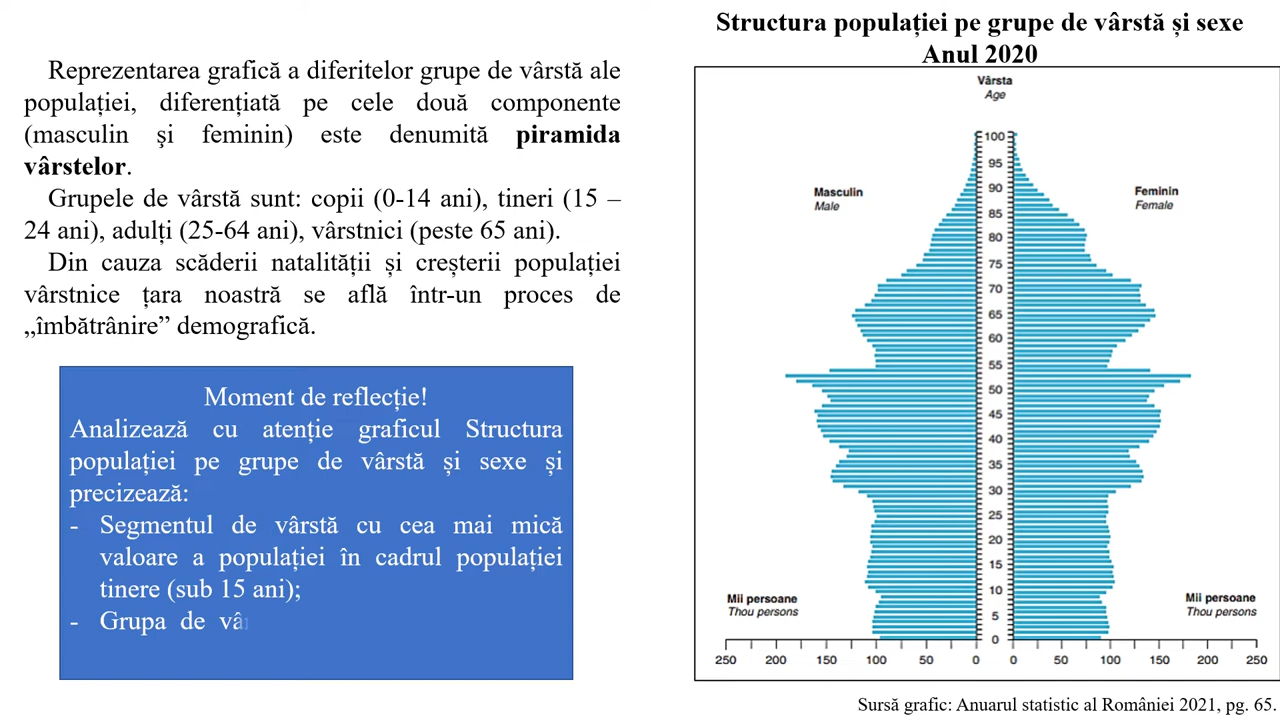 Structura populației pe grupe de vârstă și sexe
Anul 2020
Reprezentarea grafică a diferitelor grupe de vârstă ale
populației, diferențiată pe cele două componente
(masculin şi feminin) este denumită piramida
vârstelor.
Grupele de vârstă sunt: copii (0-14 ani), tineri (15 –
24 ani), adulți (25-64 ani), vârstnici (peste 65 ani).
Din cauza scăderii natalității și creșterii populației
vârstnice țara noastră se află într-un proces de
„îmbătrânire” demografică.
Moment de reflecție!
Analizează cu atenție graficul Structura
populației pe grupe de vârstă și sexe și
precizează:
- Segmentul de vârstă cu cea mai mică
valoare a populației în cadrul populației
tinere (sub 15 ani);
- Grupa de vâ
Vârsta
Age
Masculin
Male
Feminin
Female
100
95
90
85
80
75
70
65
60
55
50
45
40
35
30
25
20
15
10
5
0
Mii persoane
Thou persons
Mii persoane
Thou persons
250 200 150 100 50 0 0 50 100 150 200 250
Sursă grafic: Anuarul statistic al României 2021, pg. 65.